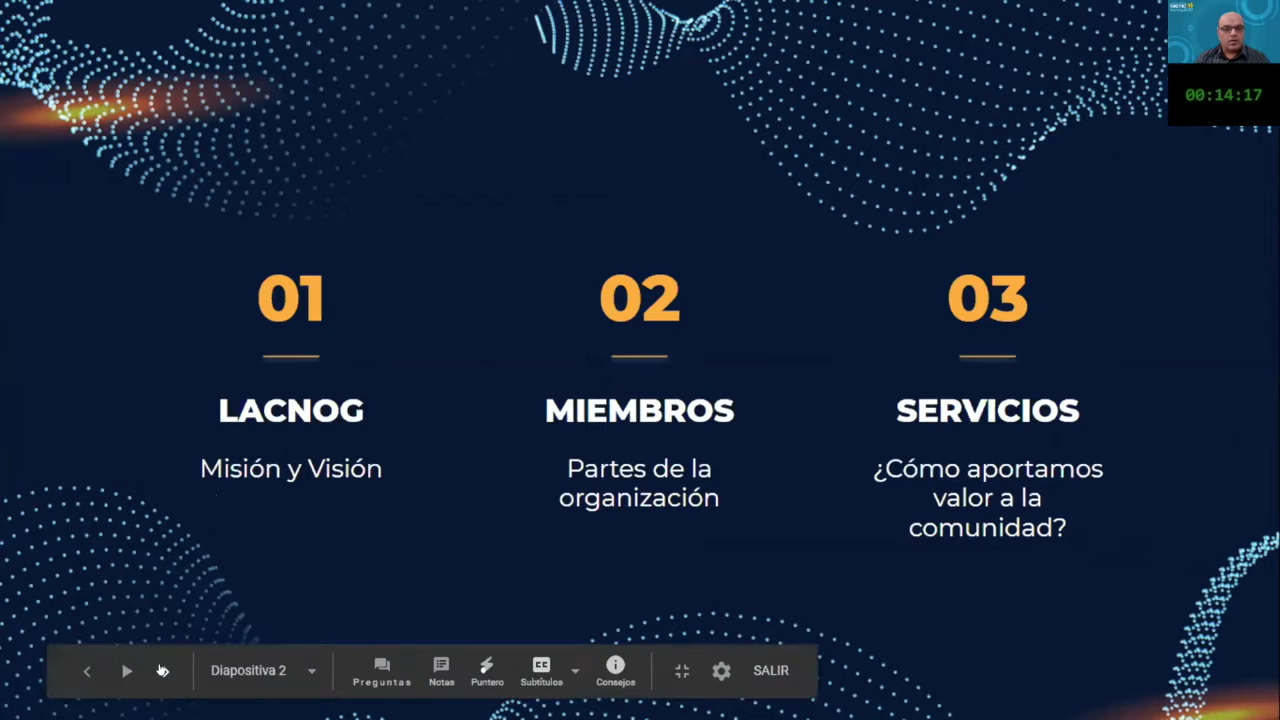 00:14:17
01
LACNOG
Misión y Visión
02
MIEMBROS
Partes de la
organización
03
SERVICIOS
¿Cómo aportamos
valor a la
comunidad?
Diapositiva 2
Preguntas
Notas
Puntero
CC
Subtítulos
Consejos
SALIR